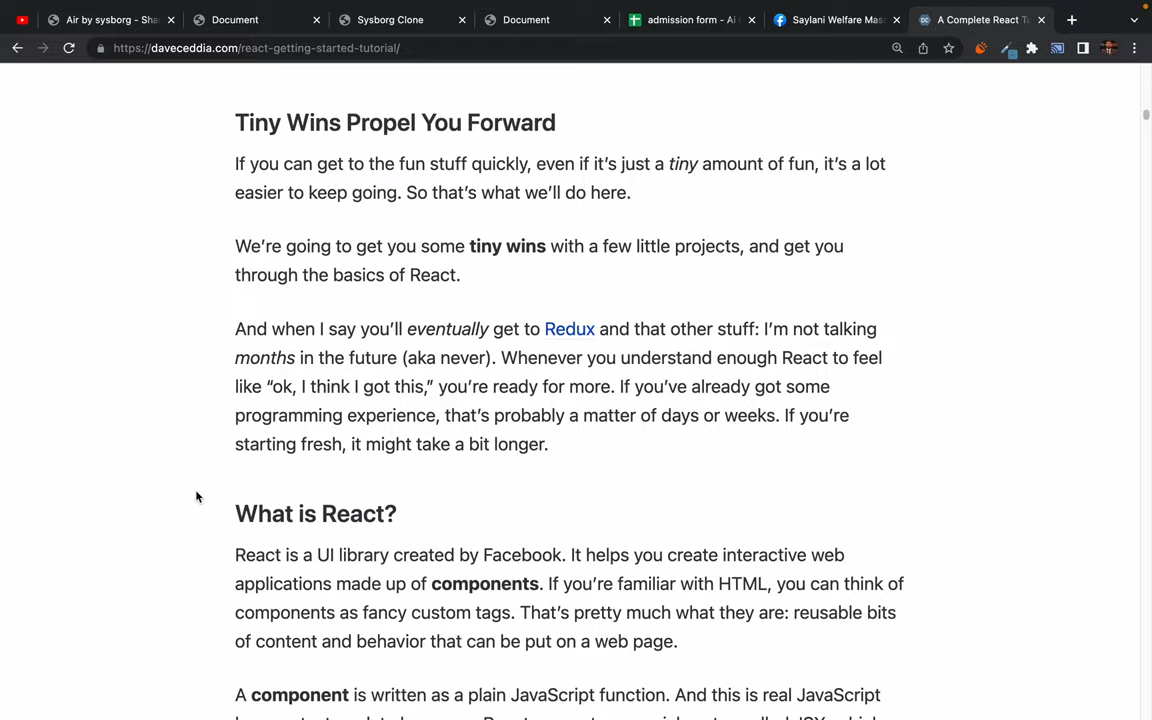 Air by sysborg - Sha
Document
Sysborg Clone
Document
admission form - Ai
Saylani Welfare Mas
A Complete React Tu
https://daveceddia.com/react-getting-started-tutorial/
Tiny Wins Propel You Forward
If you can get to the fun stuff quickly, even if it’s just a tiny amount of fun, it’s a lot
easier to keep going. So that’s what we’ll do here.
We’re going to get you some tiny wins with a few little projects, and get you
through the basics of React.
And when I say you’ll eventually get to Redux and that other stuff: I’m not talking
months in the future (aka never). Whenever you understand enough React to feel
like “ok, I think I got this,” you’re ready for more. If you’ve already got some
programming experience, that’s probably a matter of days or weeks. If you’re
starting fresh, it might take a bit longer.
What is React?
React is a UI library created by Facebook. It helps you create interactive web
applications made up of components. If you’re familiar with HTML, you can think of
components as fancy custom tags. That’s pretty much what they are: reusable bits
of content and behavior that can be put on a web page.
A component is written as a plain JavaScript function. And this is real JavaScript